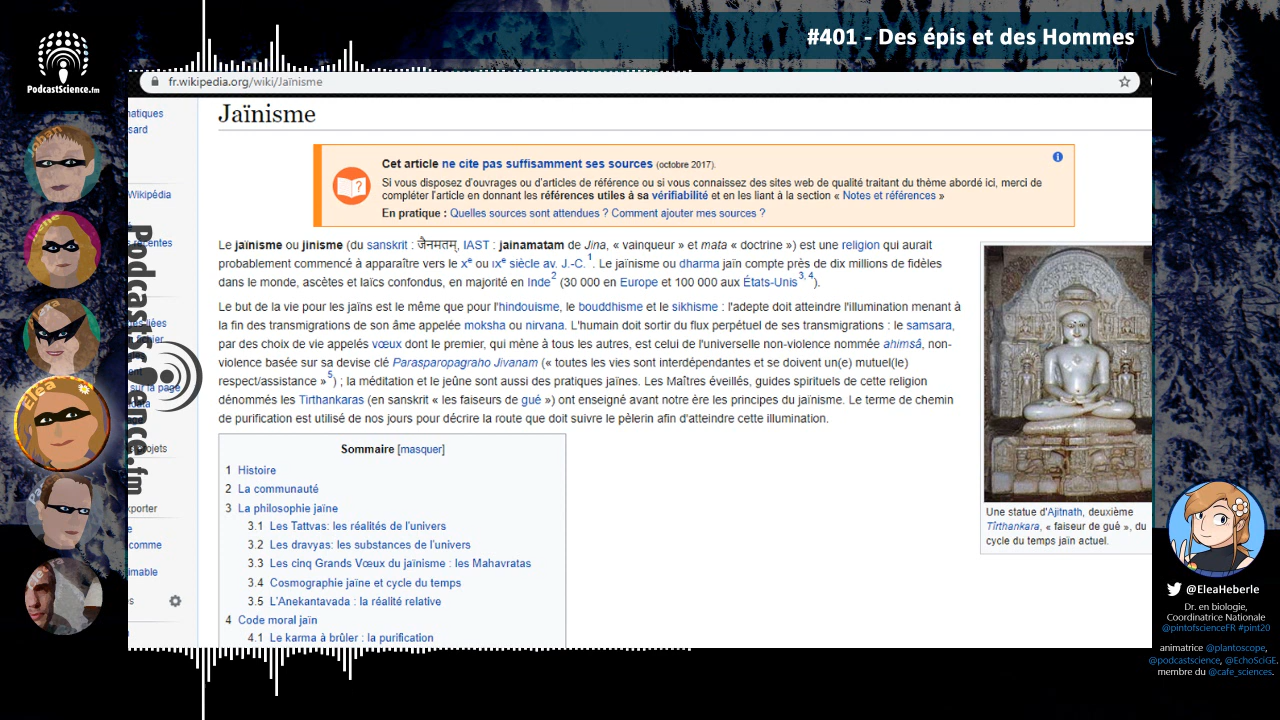 #401 - Des épis et des Hommes
PodcastScience.fm
fr.wikipedia.org/wiki/Jaïnisme
Jaïnisme
Cet article ne cite pas suffisamment ses sources (octobre 2017).
Si vous disposez d'ouvrages ou d'articles de référence ou si vous connaissez des sites web de qualité traitant du thème abordé ici, merci de
compléter l'article en donnant les références utiles à sa vérifiabilité et en les liant à la section « Notes et références »
En pratique : Quelles sources sont attendues ? Comment ajouter mes sources ?
Le jaïnisme ou jinisme (du sanskrit : जैनमतम्, IAST : jainamatam de Jina, « vainqueur » et mata « doctrine ») est une religion qui aurait
probablement commencé à apparaître vers le xe ou ixe siècle av. J.-C.1. Le jaïnisme ou dharma jaïn compte près de dix millions de fidèles
dans le monde, ascètes et laïcs confondus, en majorité en Inde2 (30 000 en Europe et 100 000 aux États-Unis3, 4).
Le but de la vie pour les jaïns est le même que pour l'hindouisme, le bouddhisme et le sikhisme : l'adepte doit atteindre l'illumination menant à
la fin des transmigrations de son âme appelée moksha ou nirvana. L'humain doit sortir du flux perpétuel de ses transmigrations : le samsara,
par des choix de vie appelés vœux dont le premier, qui mène à tous les autres, est celui de l'universelle non-violence nommée ahimsâ, non-
violence basée sur sa devise clé Parasparopagraho Jivanam (« toutes les vies sont interdépendantes et se doivent un(e) mutuel(le)
respect/assistance »5) ; la méditation et le jeûne sont aussi des pratiques jaïnes. Les Maîtres éveillés, guides spirituels de cette religion
dénommés les Tirthankaras (en sanskrit « les faiseurs de gué ») ont enseigné avant notre ère les principes du jaïnisme. Le terme de chemin
de purification est utilisé de nos jours pour décrire la route que doit suivre le pèlerin afin d'atteindre cette illumination.
Sommaire [masquer]
1 Histoire
2 La communauté
3 La philosophie jaïne
3.1 Les Tattvas: les réalités de l'univers
3.2 Les dravyas: les substances de l'univers
3.3 Les cinq Grands Vœux du jaïnisme : les Mahavratas
3.4 Cosmographie jaïne et cycle du temps
3.5 L'Anekantavada : la réalité relative
4 Code moral jaïn
4.1 Le karma à brûler : la purification
Une statue d'Ajitnath, deuxième
Tîrthankara, « faiseur de gué », du
cycle du temps jaïn actuel.
matiques
sard
Wikipédia
récentes
liées
sur la page
rojets
xporter
comme
imable
Podcastscience.fm
Elea
@EleaHeberle
Dr. en biologie,
Coordinatrice Nationale
@pintofscienceFR #pint20
animatrice @plantoscope,
@podcastscience, @EchoSciGE.
membre du @cafe_sciences.